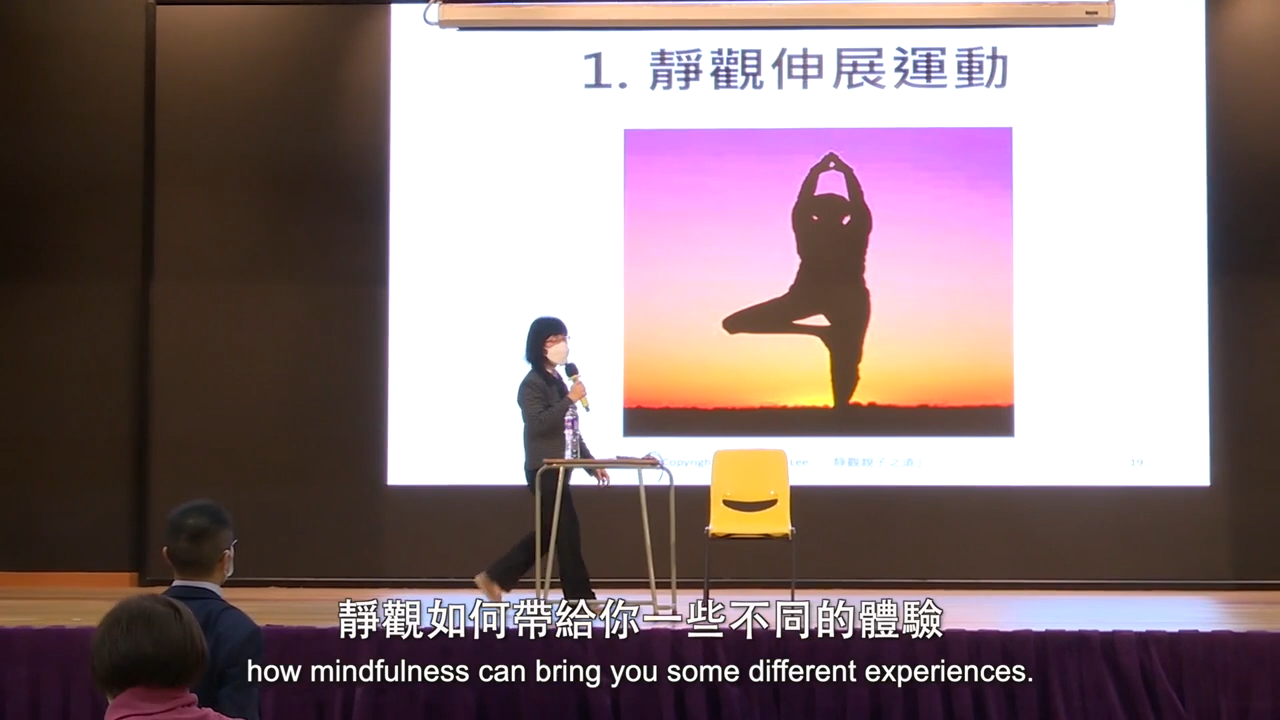 1. 靜觀伸展運動
19
靜觀如何帶給你一些不同的體驗
how mindfulness can bring you some different experiences.